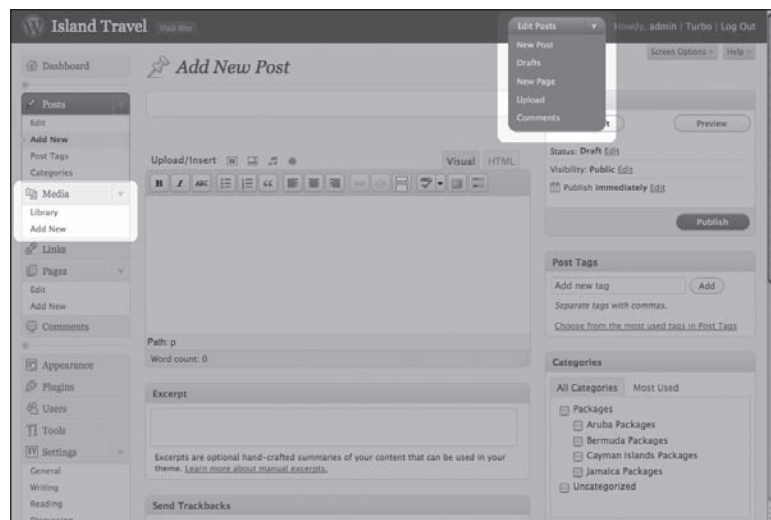 Island Travel
Visit Site
Edit Posts
Howdy, admin | Turbo | Log Out
New Post
Drafts
New Page
Upload
Comments
Screen Options
Help
Dashboard
Add New Post
Posts
Edit
Add New
Post Tags
Categories
Media
Library
Add New
Links
Pages
Edit
Add New
Comments
Appearance
Plugins
Users
Tools
Settings
General
Writing
Reading
Upload/Insert
Visual
HTML
B I ABC
Path: p
Word count: 0
Excerpt
Excerpts are optional hand-crafted summaries of your content that can be used in your
theme. Learn more about manual excerpts.
Send Trackbacks
Preview
Status: Draft Edit
Visibility: Public Edit
Publish immediately Edit
Publish
Post Tags
Add new tag
Add
Separate tags with commas.
Choose from the most used tags in Post Tags
Categories
All Categories
Most Used
Packages
Aruba Packages
Bermuda Packages
Cayman Islands Packages
Jamaica Packages
Uncategorized